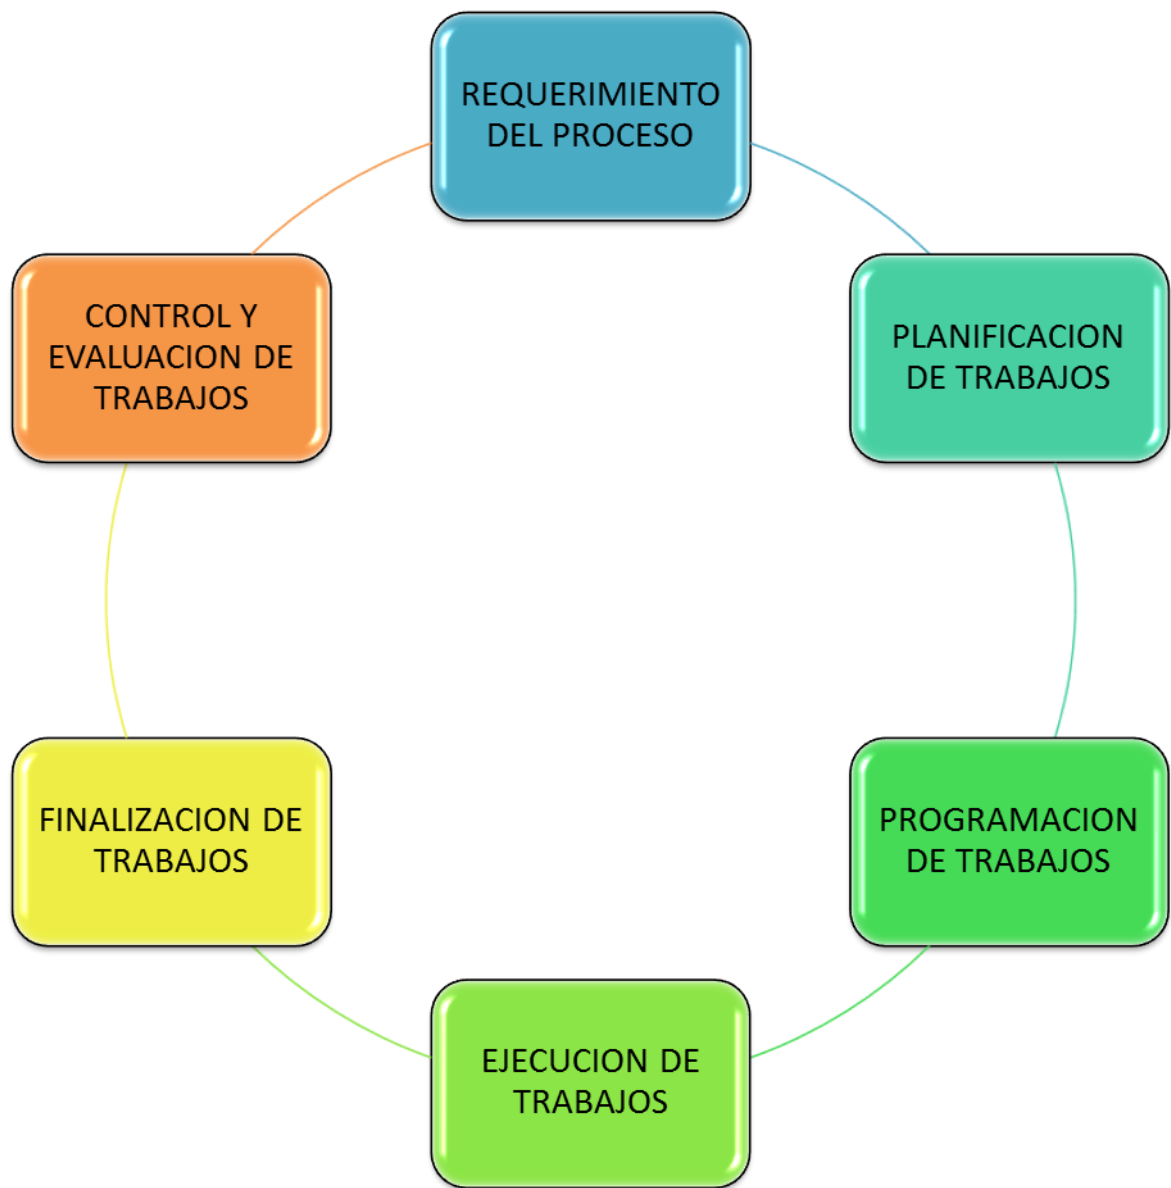 REQUERIMIENTO
DEL PROCESO
PLANIFICACION
DE TRABAJOS
PROGRAMACION
DE TRABAJOS
EJECUCION DE
TRABAJOS
FINALIZACION DE
TRABAJOS
CONTROL Y
EVALUACION DE
TRABAJOS